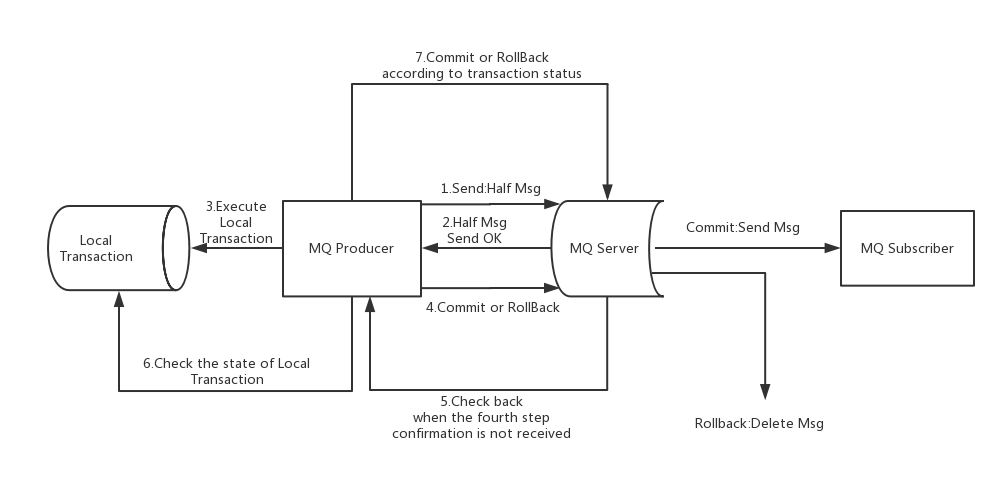 7.Commit or RollBack
according to transaction status
1.Send:Half Msg
3.Execute
Local
Transaction
2.Half Msg
Send OK
Local
Transaction
MQ Producer
MQ Server
Commit:Send Msg
MQ Subscriber
4.Commit or RollBack
6.Check the state of Local
Transaction
5.Check back
when the fourth step
confirmation is not received
Rollback:Delete Msg